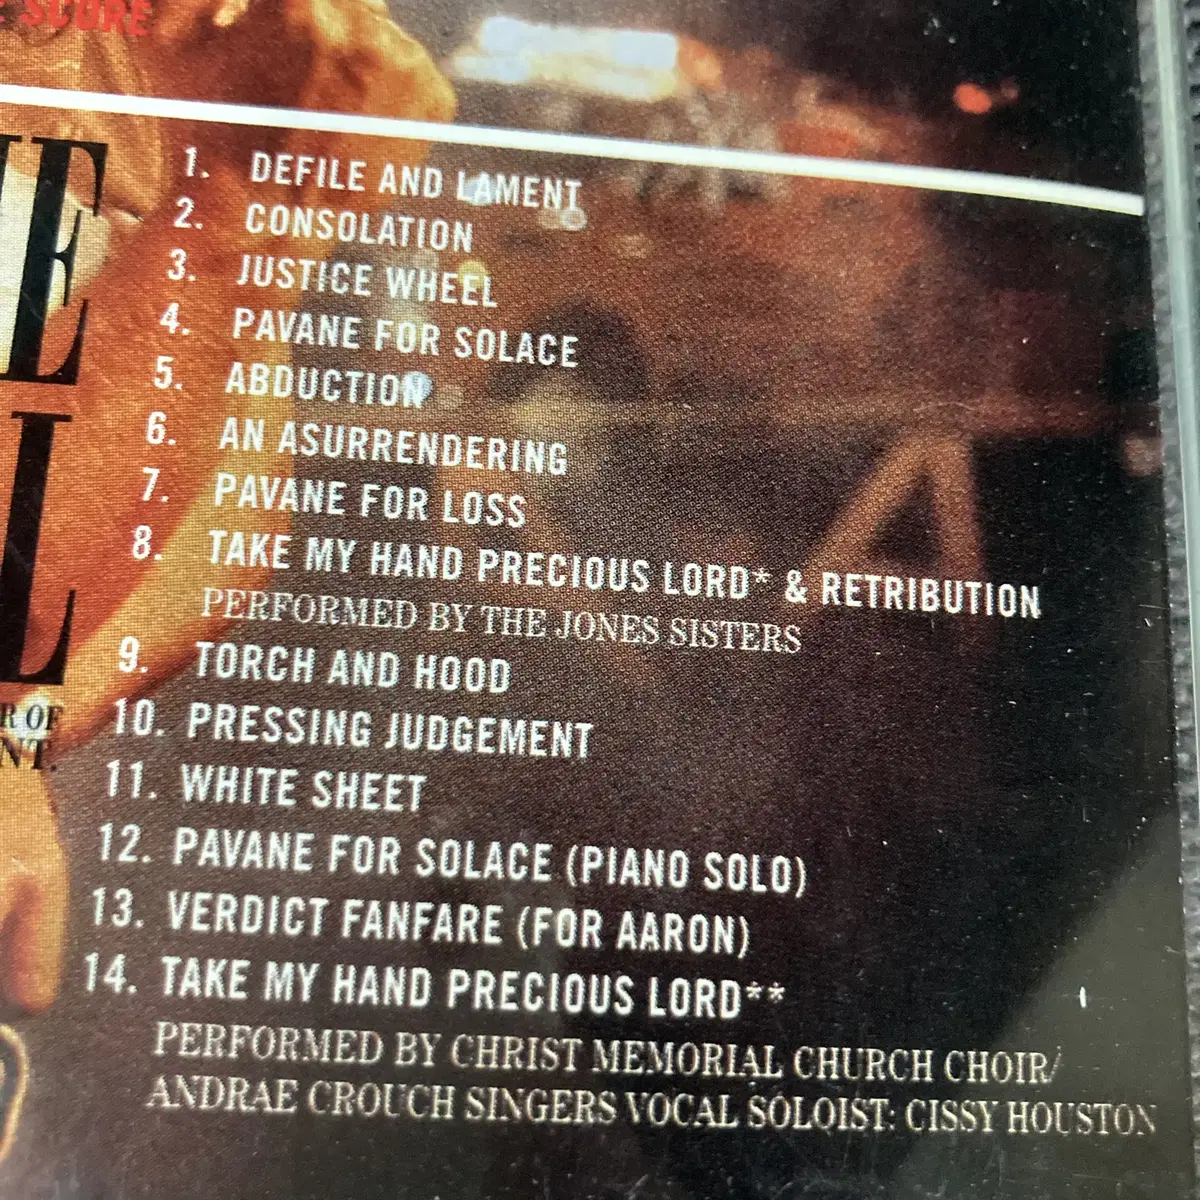 SCORE
1. DEFILE AND LAMENT
2. CONSOLATION
3. JUSTICE WHEEL
4. PAVANE FOR SOLACE
5. ABDUCTION
6. AN ASURRENDERING
7. PAVANE FOR LOSS
8. TAKE MY HAND PRECIOUS LORD* & RETRIBUTION
PERFORMED BY THE JONES SISTERS
9. TORCH AND HOOD
10. PRESSING JUDGEMENT
11. WHITE SHEET
12. PAVANE FOR SOLACE (PIANO SOLO)
13. VERDICT FANFARE (FOR AARON)
14. TAKE MY HAND PRECIOUS LORD**
PERFORMED BY CHRIST MEMORIAL CHURCH CHOIR/
ANDRAE CROUCH SINGERS VOCAL SOLOIST: CISSY HOUSTON
OF